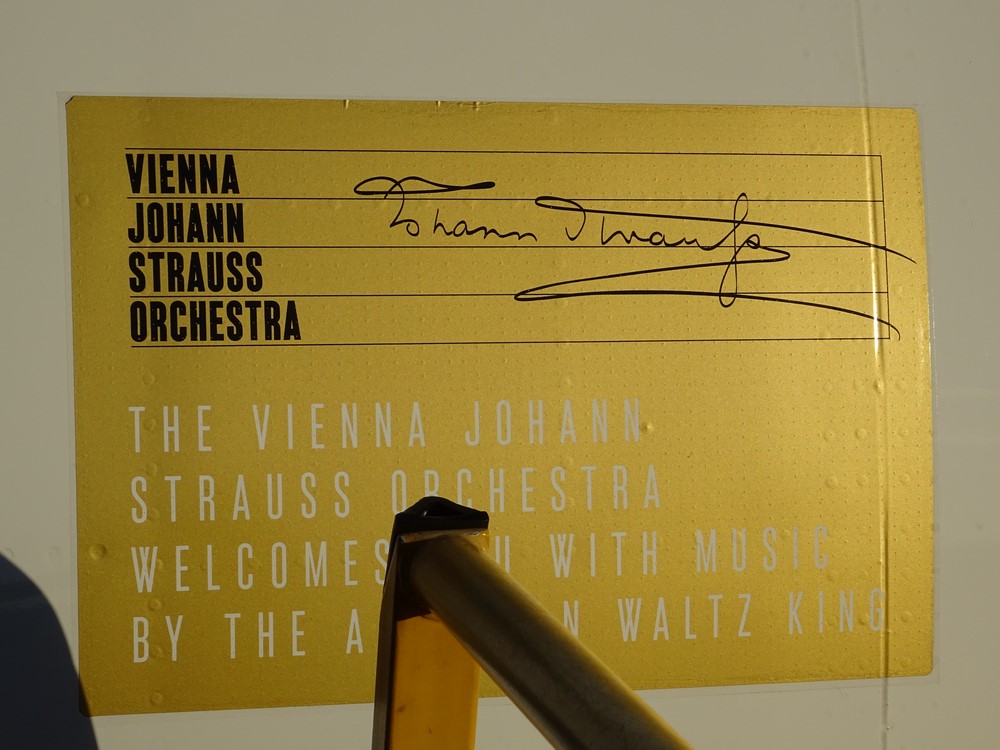 VIENNA
JOHANN
STRAUSS
ORCHESTRA
Johann Strauss
THE VIENNA JOHANN
STRAUSS ORCHESTRA
WELCOMES WITH MUSIC
BY THE WALTZ KING